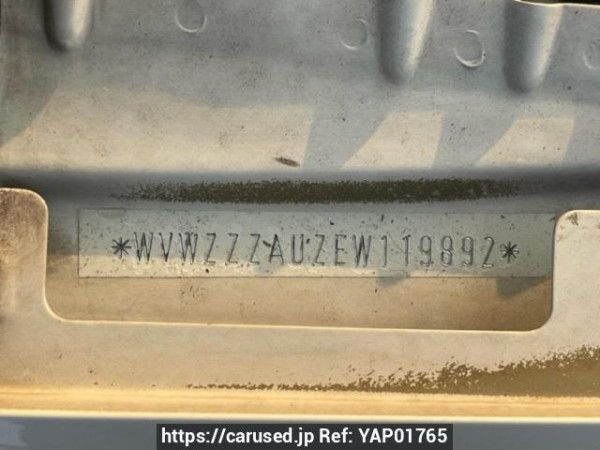 *WVWZZZAUZEW119892*
https://carused.jp Ref: YAP01765